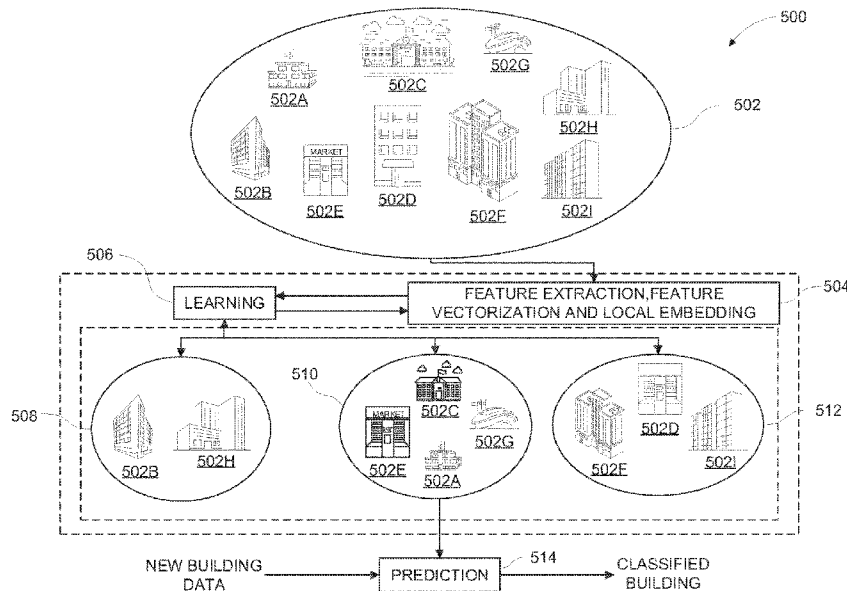 500
502A
502C
502G
502H
502
502B
MARKET
502E
502D
502F
502I
506
LEARNING
FEATURE EXTRACTION,FEATURE
VECTORIZATION AND LOCAL EMBEDDING
504
508
502B
502H
510
502C
MARKET
502E
502G
502A
502F
502D
502I
512
NEW BUILDING
DATA
PREDICTION
514
CLASSIFIED
BUILDING